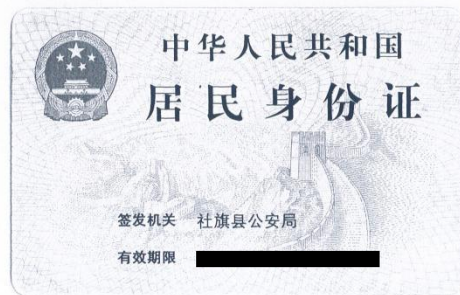 中华人民共和国
居民身份证
签发机关 社旗县公安局
有效期限